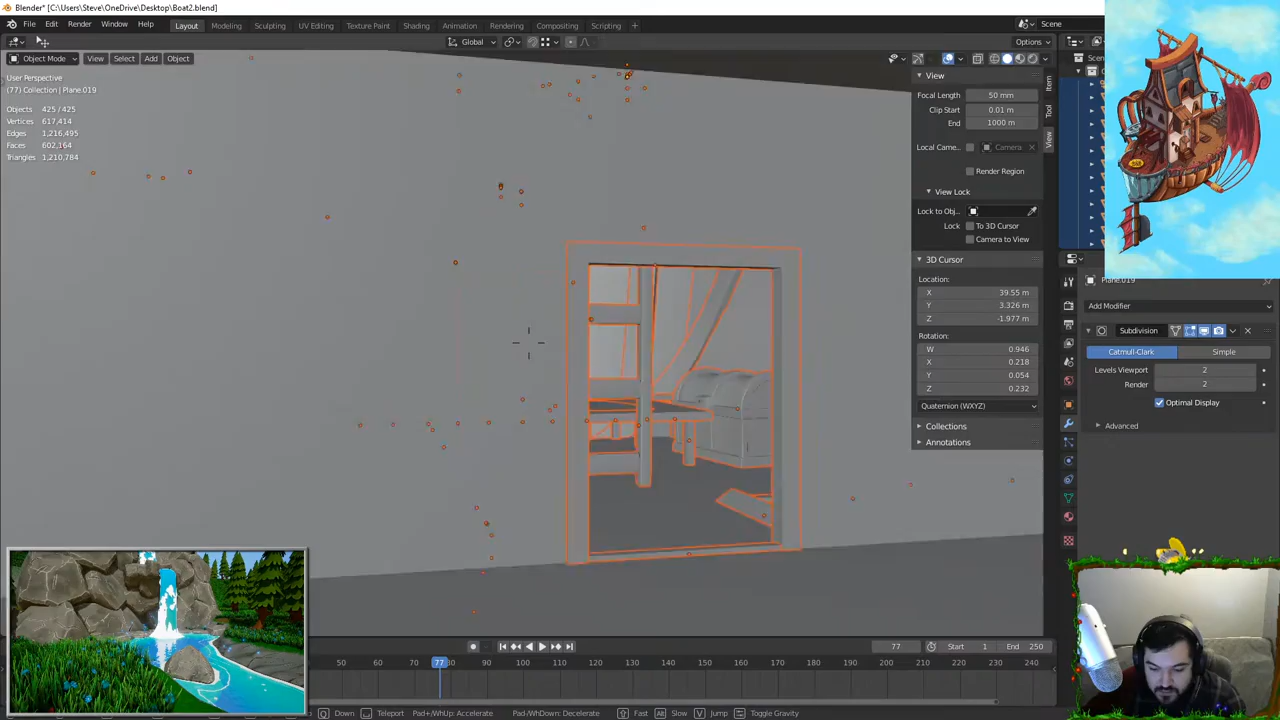 Blender* [C:\Users\Steve\OneDrive\Desktop\Boat2.blend]
File Edit Render Window Help Layout Modeling Sculpting UV Editing Texture Paint Shading Animation Rendering Compositing Scripting Scene
Global Options
Object Mode View Select Add Object
User Perspective
(77) Collection | Plane.019
Objects 425 / 425
Vertices 617,414
Edges 1,216,495
Faces 602,164
Triangles 1,210,784
View
Focal Length 50 mm
Clip Start 0.01 m
End 1000 m
Local Came.. Camera
Render Region
View Lock
Lock to Obj..
Lock To 3D Cursor
Camera to View
3D Cursor
Location:
X 39.55 m
Y 3.326 m
Z -1.977 m
Rotation:
W 0.946
X 0.218
Y 0.054
Z 0.232
Quaternion (WXYZ)
Collections
Annotations
Item
Tool
View
Scen
Plane.019
Add Modifier
Subdivision
Catmull-Clark Simple
Levels Viewport 2
Render 2
Optimal Display
Advanced
77 Start 1 End 250
50 60 70 77 80 90 100 110 120 130 140 150 160 170 180 190 200 210 220 230 240
Down Teleport Pad+/WhUp: Accelerate Pad-/WhDown: Decelerate Fast Slow Jump Toggle Gravity